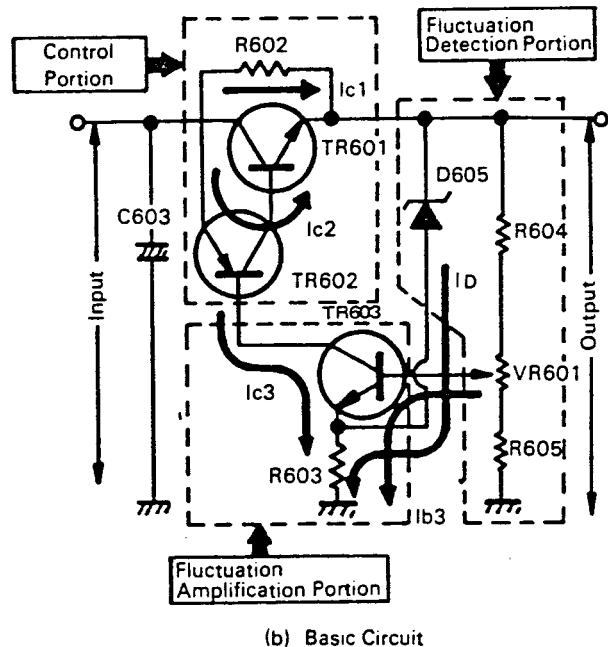 Control
Portion
R602
Ic1
Fluctuation
Detection Portion
TR601
D605
C603
Ic2
R604
TR602
ID
Input
Output
TR603
Ic3
VR601
R603
R605
Ib3
Fluctuation
Amplification Portion
(b) Basic Circuit